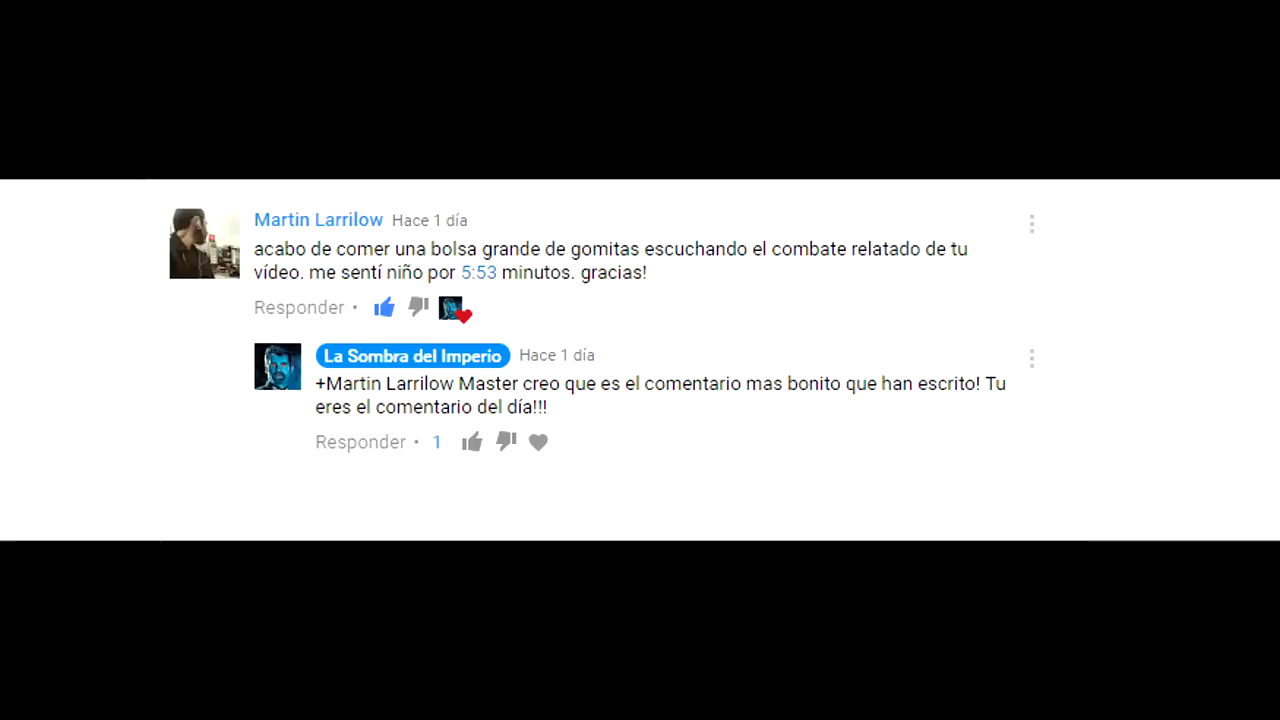 Martin Larrilow Hace 1 día
acabo de comer una bolsa grande de gomitas escuchando el combate relatado de tu
vídeo. me sentí niño por 5:53 minutos. gracias!
Responder •
La Sombra del Imperio Hace 1 día
+Martin Larrilow Master creo que es el comentario mas bonito que han escrito! Tu
eres el comentario del día!!!
Responder • 1